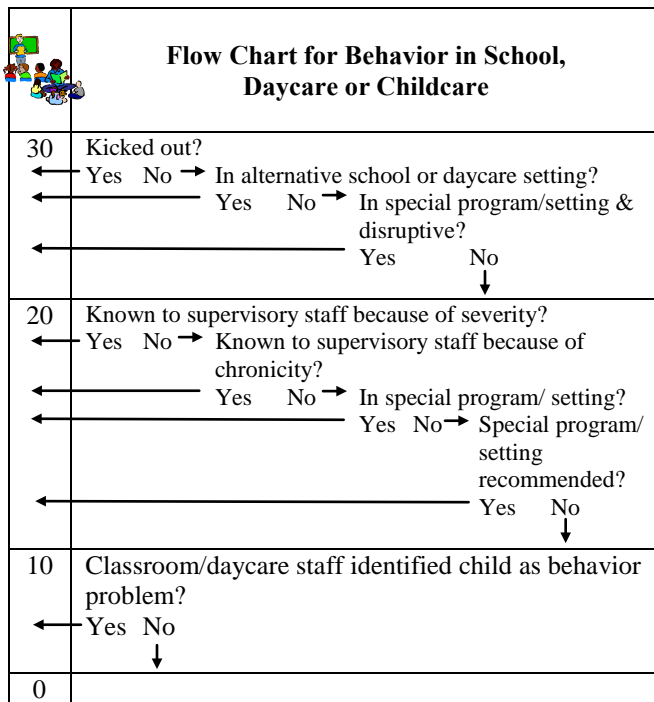 Flow Chart for Behavior in School,
Daycare or Childcare
30 Kicked out?
Yes No In alternative school or daycare setting?
Yes No In special program/setting &
disruptive?
Yes No
20 Known to supervisory staff because of severity?
Yes No Known to supervisory staff because of
chronicity?
Yes No In special program/ setting?
Yes No Special program/
setting
recommended?
Yes No
10 Classroom/daycare staff identified child as behavior
problem?
Yes No
0